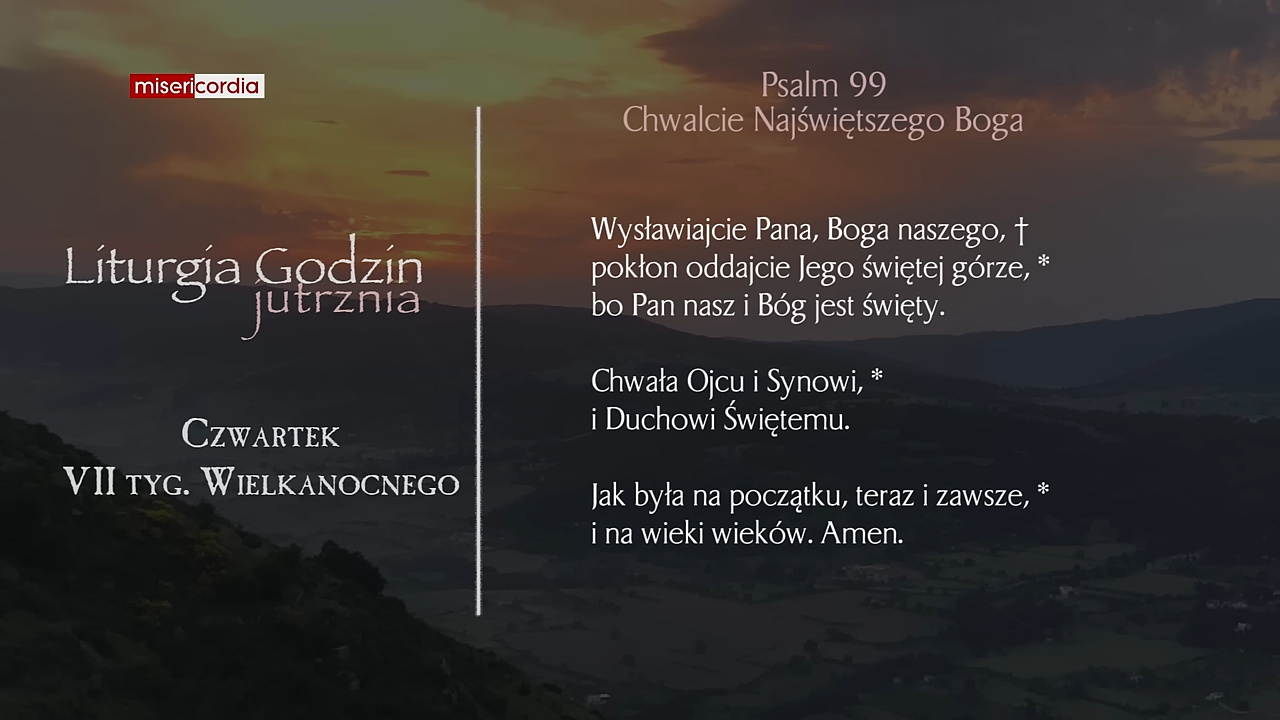 misericordia
Liturgia Godzin
jutrznia
Czwartek
VII tyg. Wielkanocnego
Psalm 99
Chwalcie Najświętszego Boga
Wysławiajcie Pana, Boga naszego, †
pokłon oddajcie Jego świętej górze, *
bo Pan nasz i Bóg jest święty.
Chwała Ojcu i Synowi, *
i Duchowi Świętemu.
Jak była na początku, teraz i zawsze, *
i na wieki wieków. Amen.